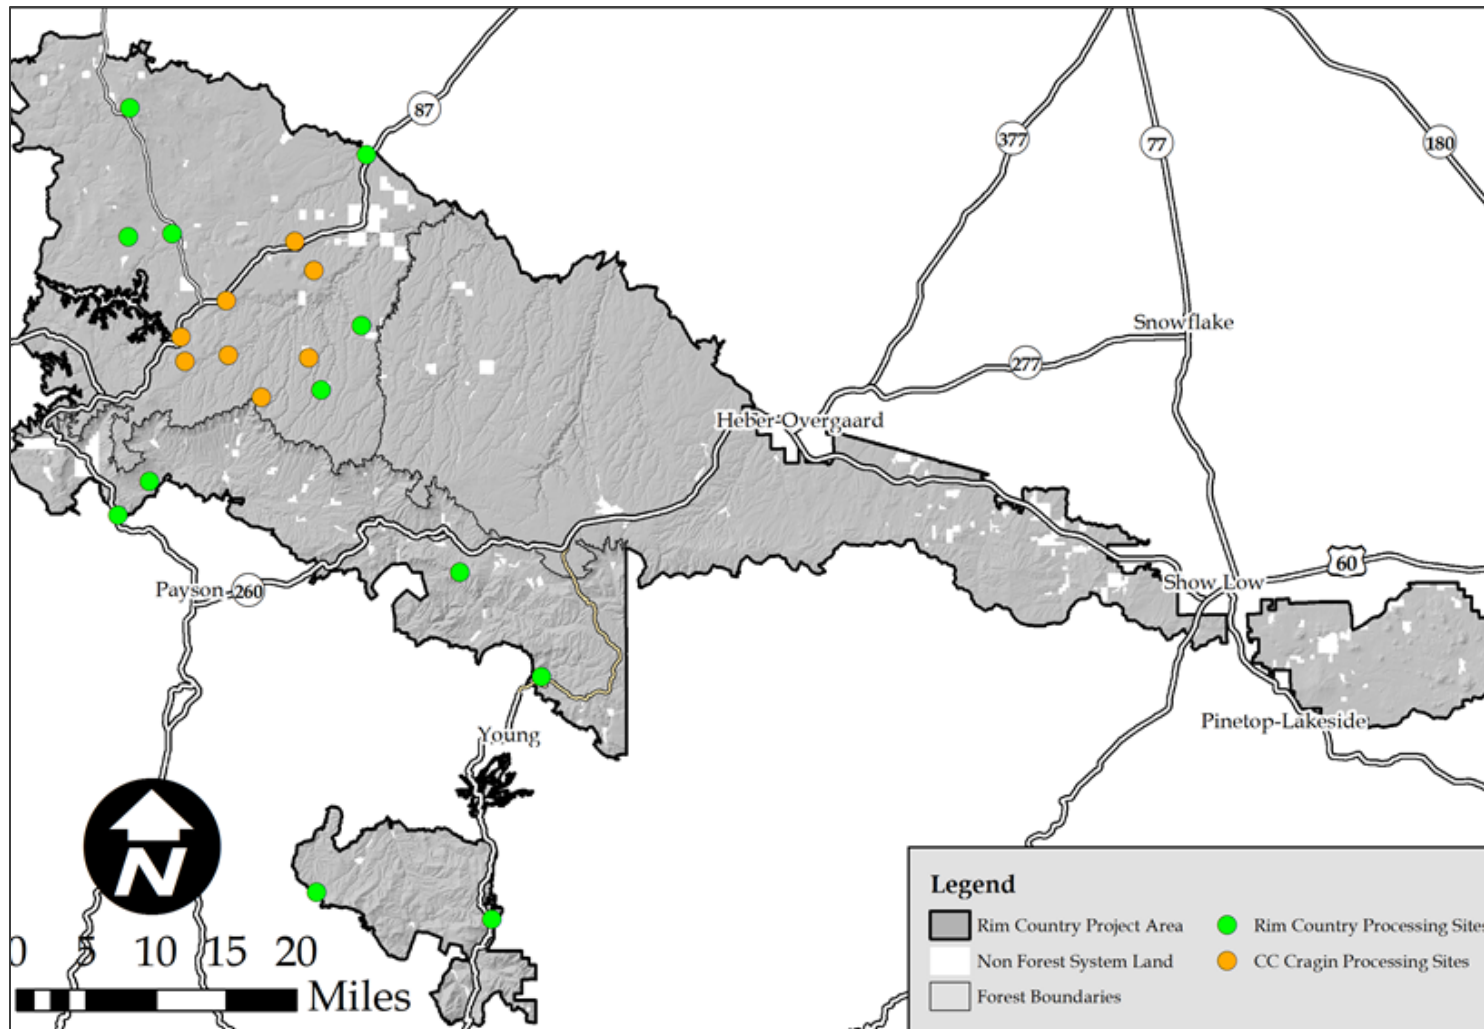 87
377
77
180
Snowflake
277
Heber-Overgaard
Payson
260
60
Show Low
Pinetop-Lakeside
Young
N
0 5 10 15 20
Miles
Legend
Rim Country Project Area
Rim Country Processing Sites
Non Forest System Land
CC Cragin Processing Sites
Forest Boundaries